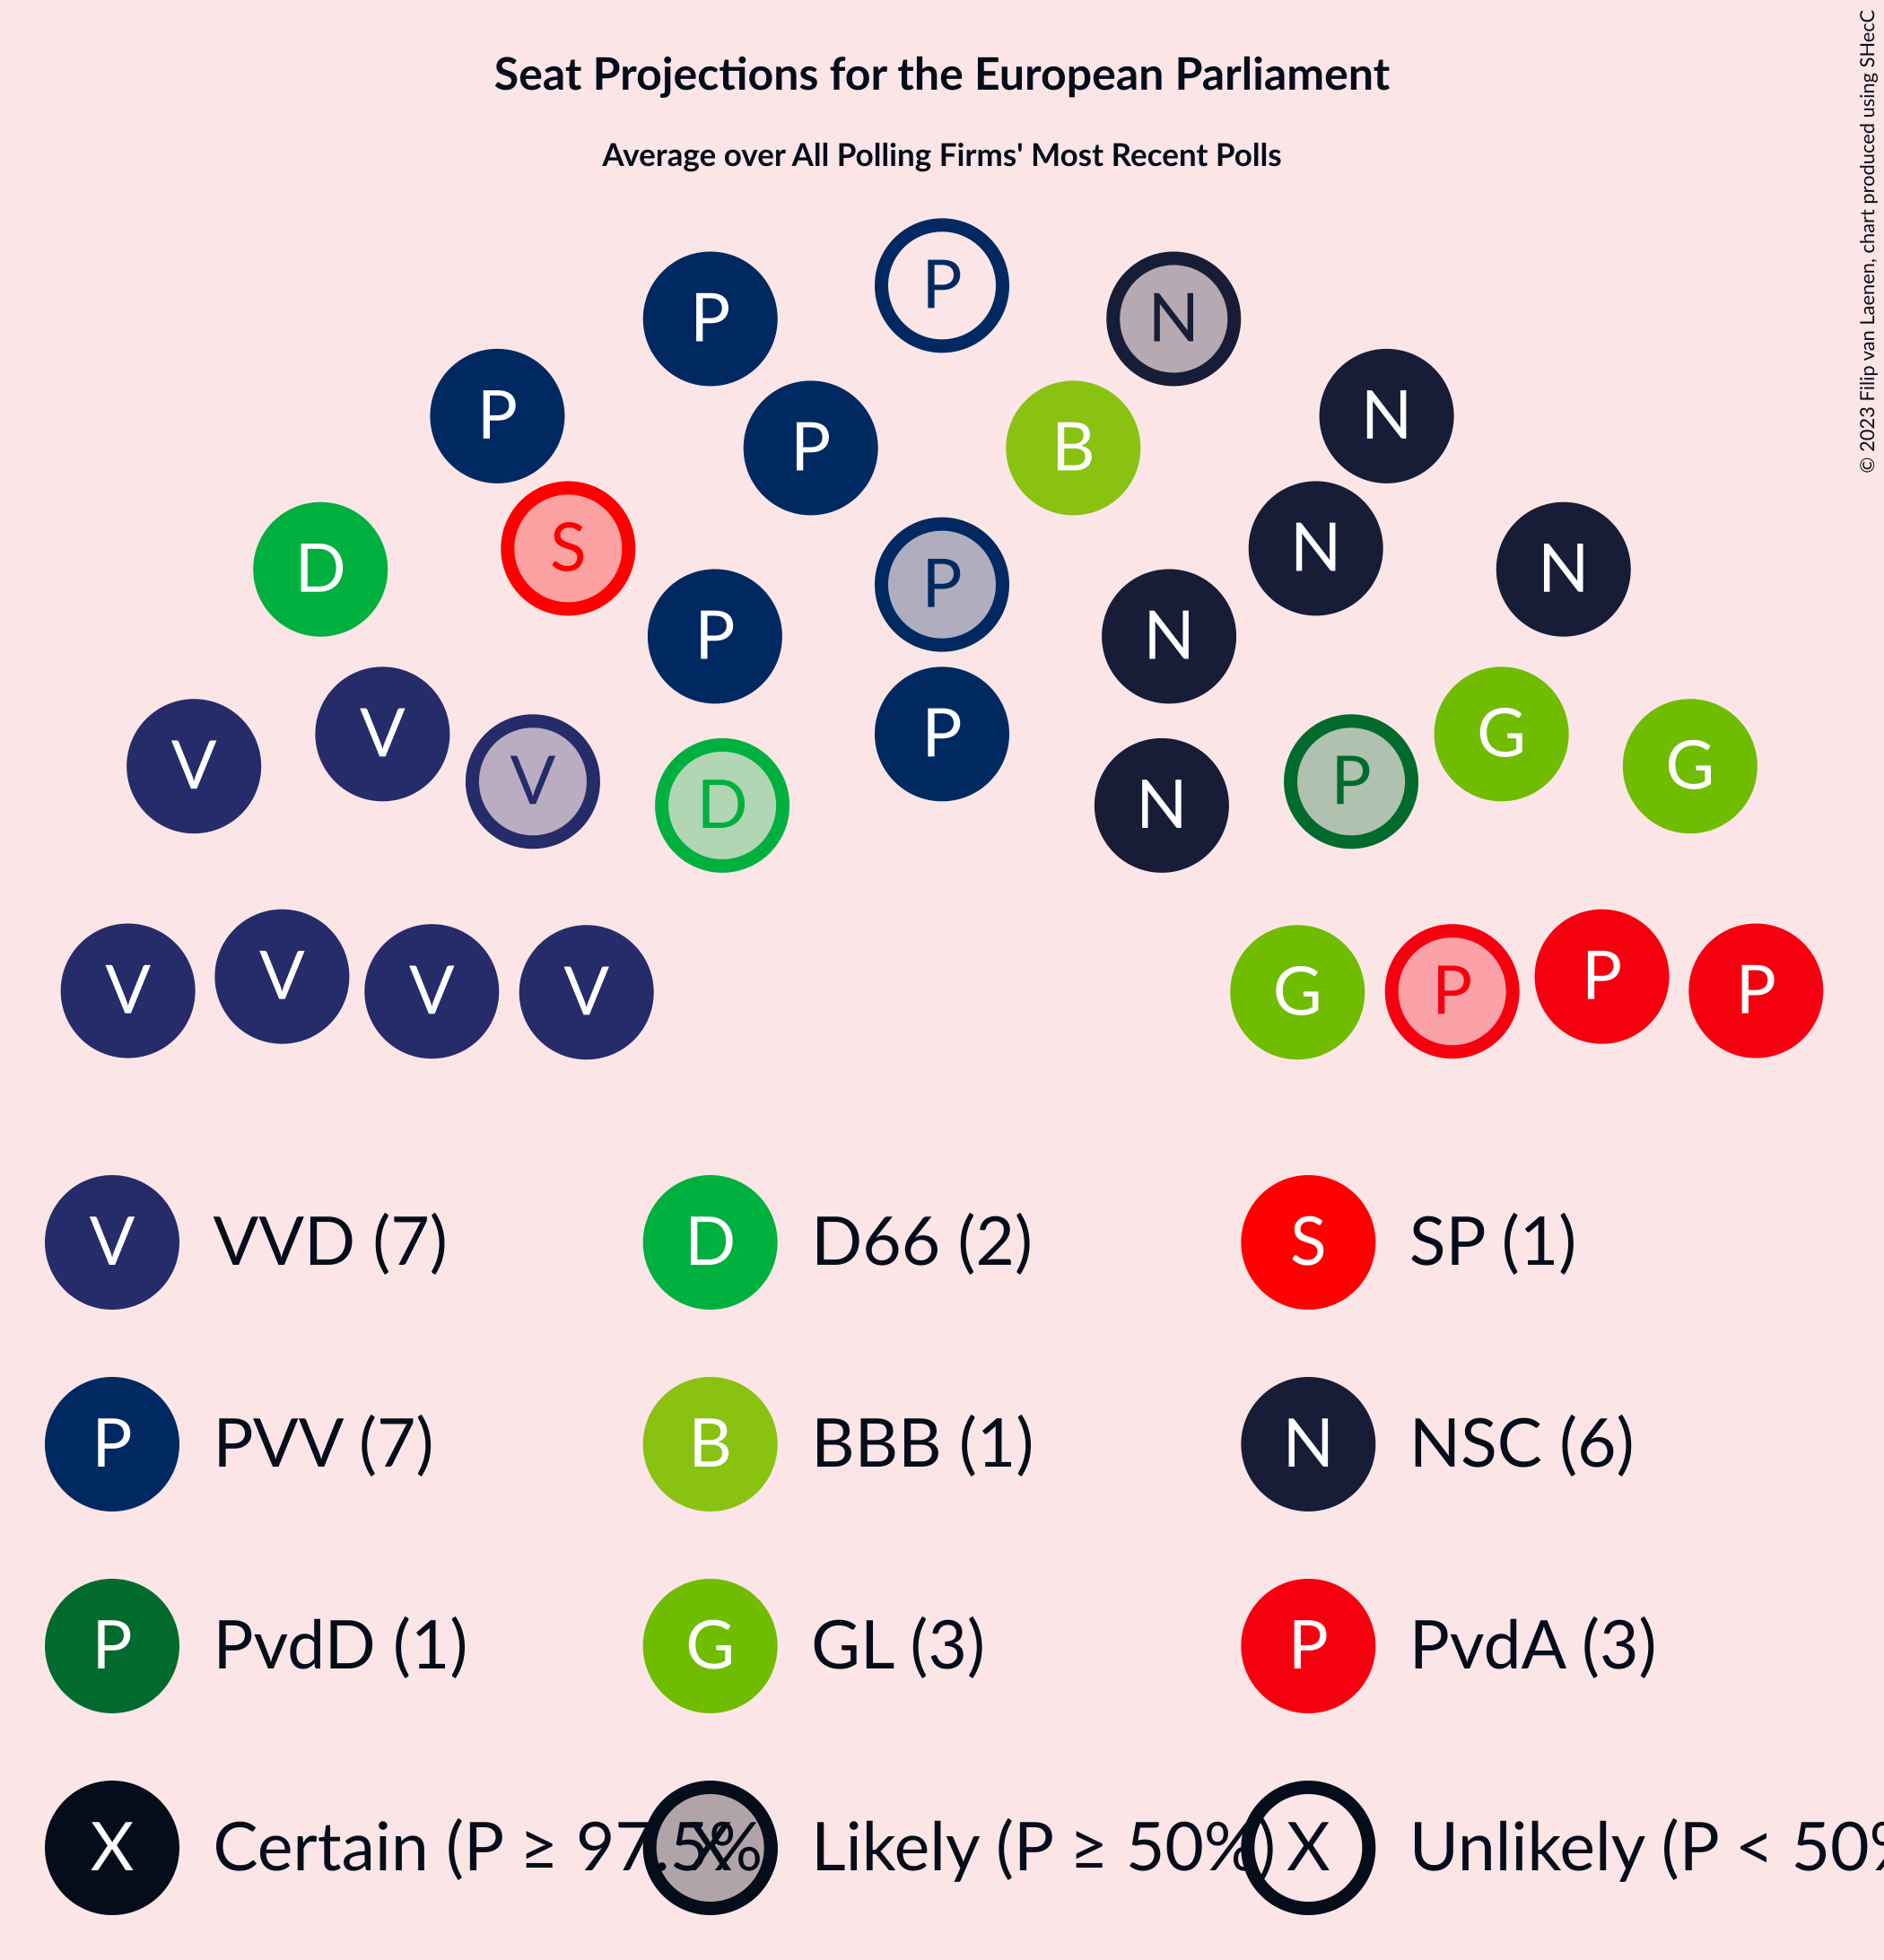 Seat Projections for the European Parliament
Average over All Polling Firms' Most Recent Polls
© 2023 Filip van Laenen, chart produced using SHecC
P
P N
P N
P B
D S N N
P P N
V V V D P N P G G
V V V V G P P P
V VVD (7) D D66 (2) S SP (1)
P PVV (7) B BBB (1) N NSC (6)
P PvdD (1) G GL (3) P PvdA (3)
X Certain (P ≥ 97.5% X Likely (P ≥ 50%) X Unlikely (P < 50%